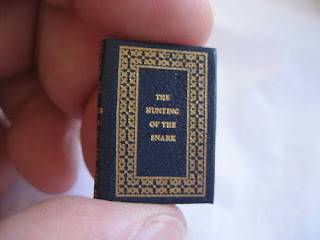 THE
HUNTING
OF THE
SNARK